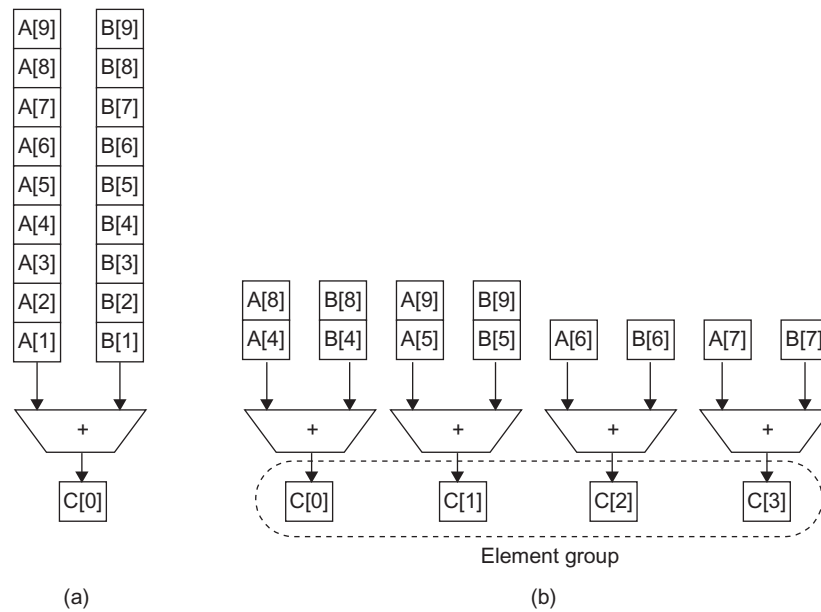 A[9] B[9]
A[8] B[8]
A[7] B[7]
A[6] B[6]
A[5] B[5]
A[4] B[4]
A[3] B[3]
A[2] B[2]
A[1] B[1]
+
C[0]
(a)
A[8] B[8] A[9] B[9]
A[4] B[4] A[5] B[5] A[6] B[6] A[7] B[7]
+ + + +
C[0] C[1] C[2] C[3]
Element group
(b)